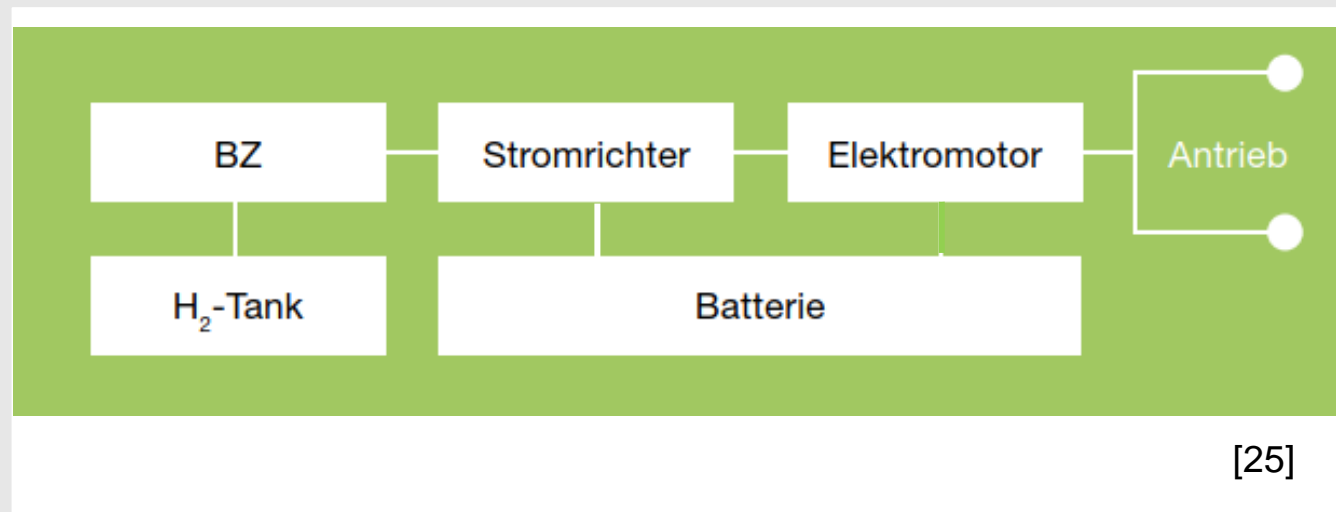 BZ
Stromrichter
Elektromotor
Antrieb
H₂-Tank
Batterie
[25]